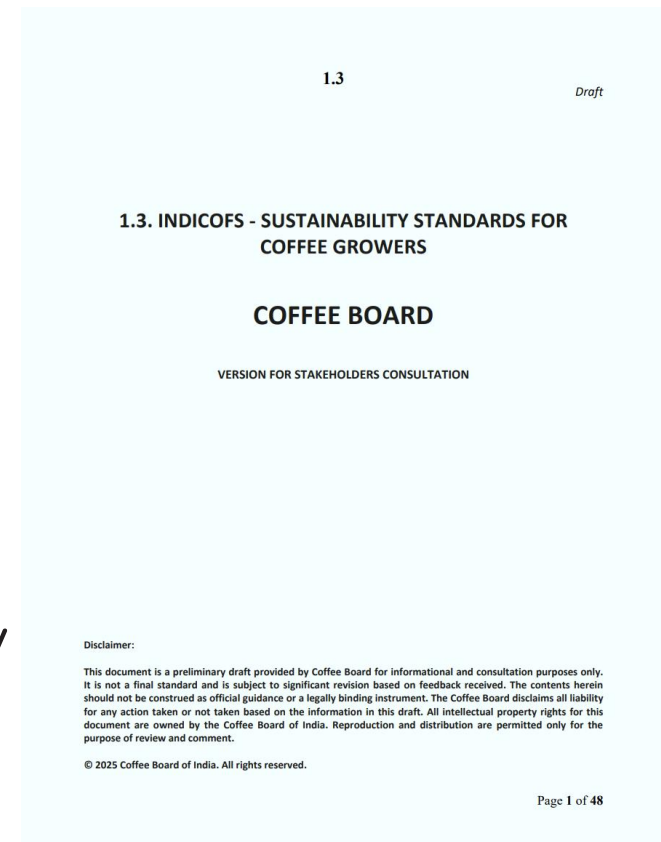 1.3
Draft
1.3. INDICOFS - SUSTAINABILITY STANDARDS FOR
COFFEE GROWERS
COFFEE BOARD
VERSION FOR STAKEHOLDERS CONSULTATION
Disclaimer:
This document is a preliminary draft provided by Coffee Board for informational and consultation purposes only.
It is not a final standard and is subject to significant revision based on feedback received. The contents herein
should not be construed as official guidance or a legally binding instrument. The Coffee Board disclaims all liability
for any action taken or not taken based on the information in this draft. All intellectual property rights for this
document are owned by the Coffee Board of India. Reproduction and distribution are permitted only for the
purpose of review and comment.
© 2025 Coffee Board of India. All rights reserved.
Page 1 of 48